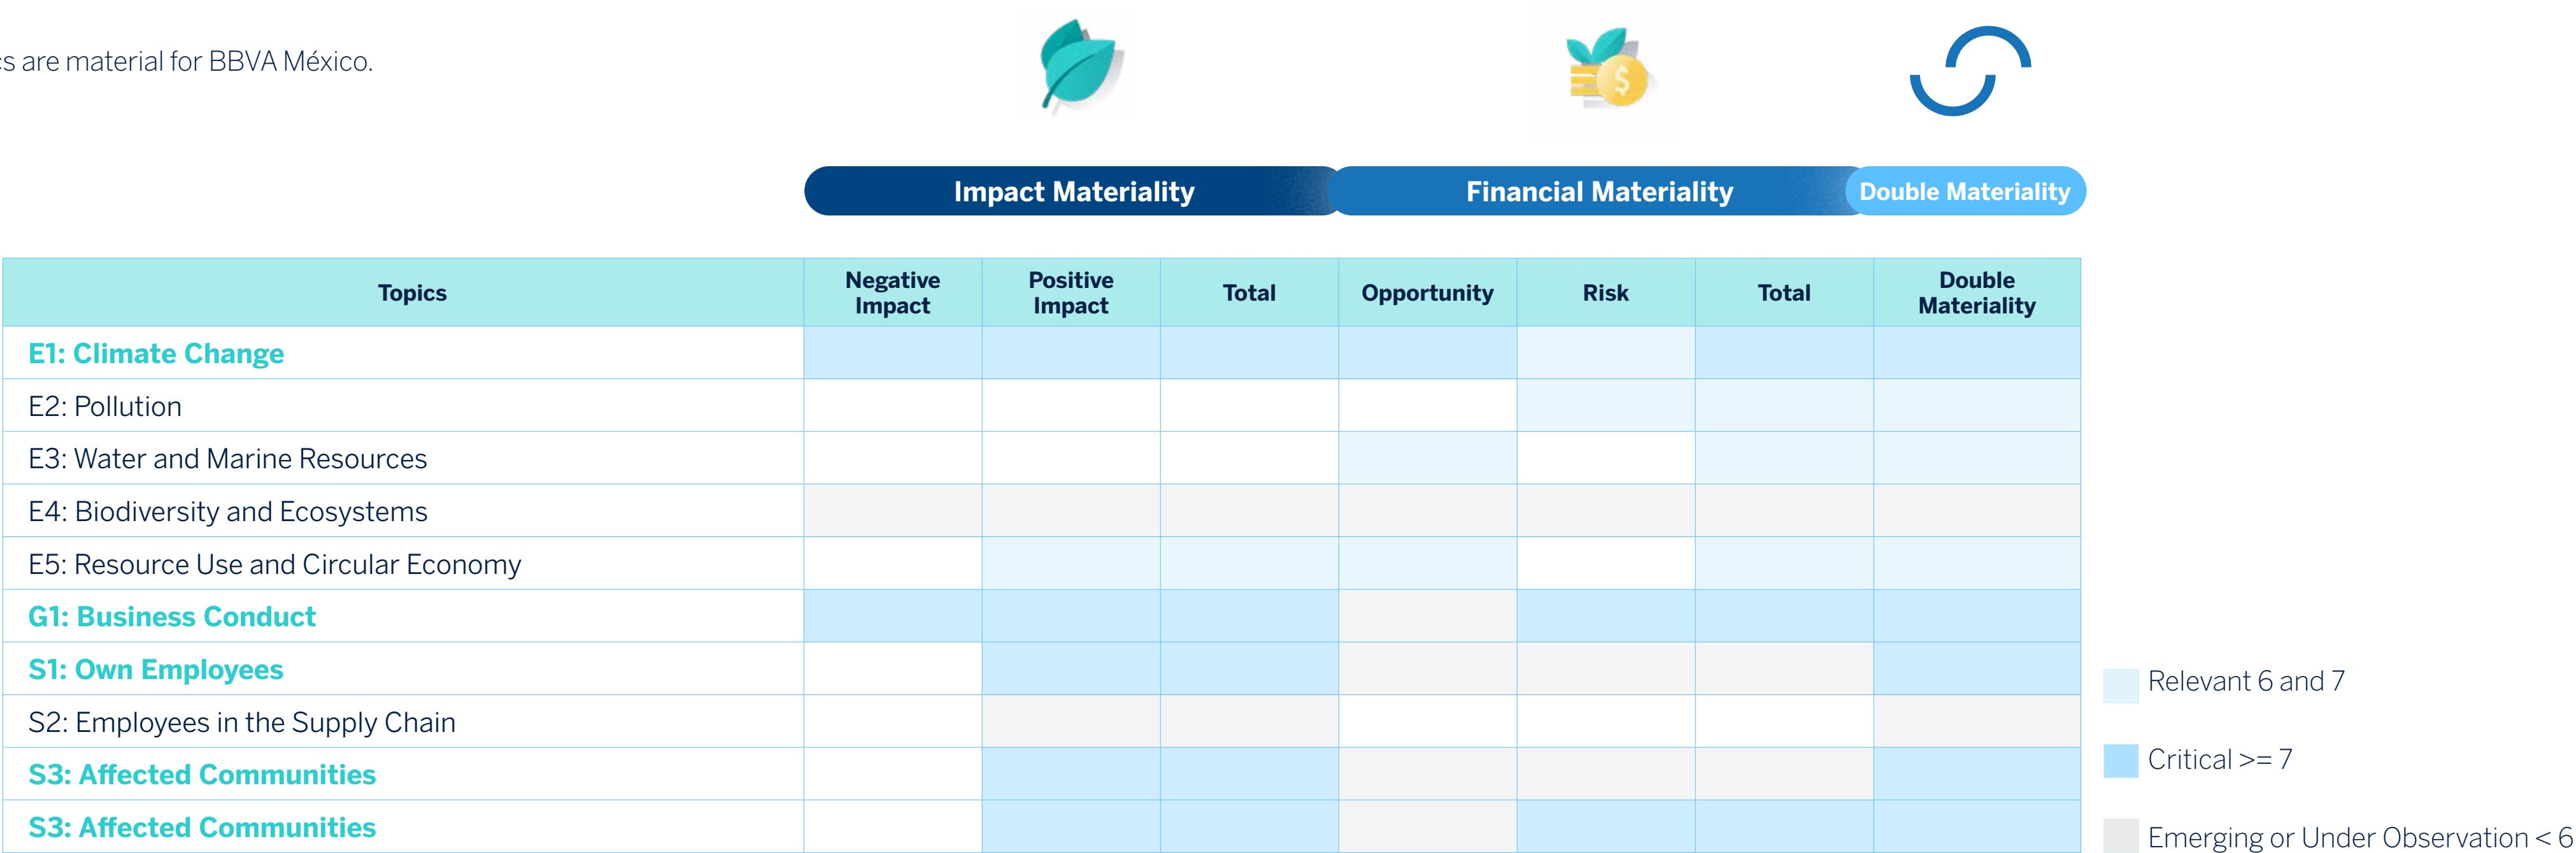 cs are material for BBVA México.
$
Impact Materiality Financial Materiality Double Materiality
Topics Negative Impact Positive Impact Total Opportunity Risk Total Double Materiality
E1: Climate Change
E2: Pollution
E3: Water and Marine Resources
E4: Biodiversity and Ecosystems
E5: Resource Use and Circular Economy
G1: Business Conduct
S1: Own Employees
S2: Employees in the Supply Chain
S3: Affected Communities
S3: Affected Communities
Relevant 6 and 7
Critical >= 7
Emerging or Under Observation < 6